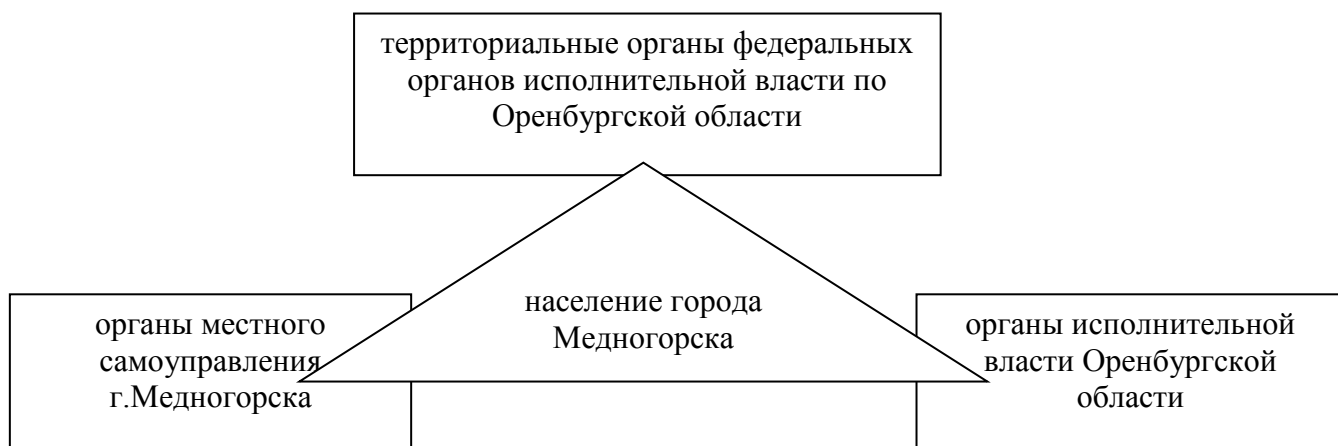 территориальные органы федеральных
органов исполнительной власти по
Оренбургской области
население города
Медногорска
органы местного
самоуправления
г.Медногорска
органы исполнительной
власти Оренбургской
области